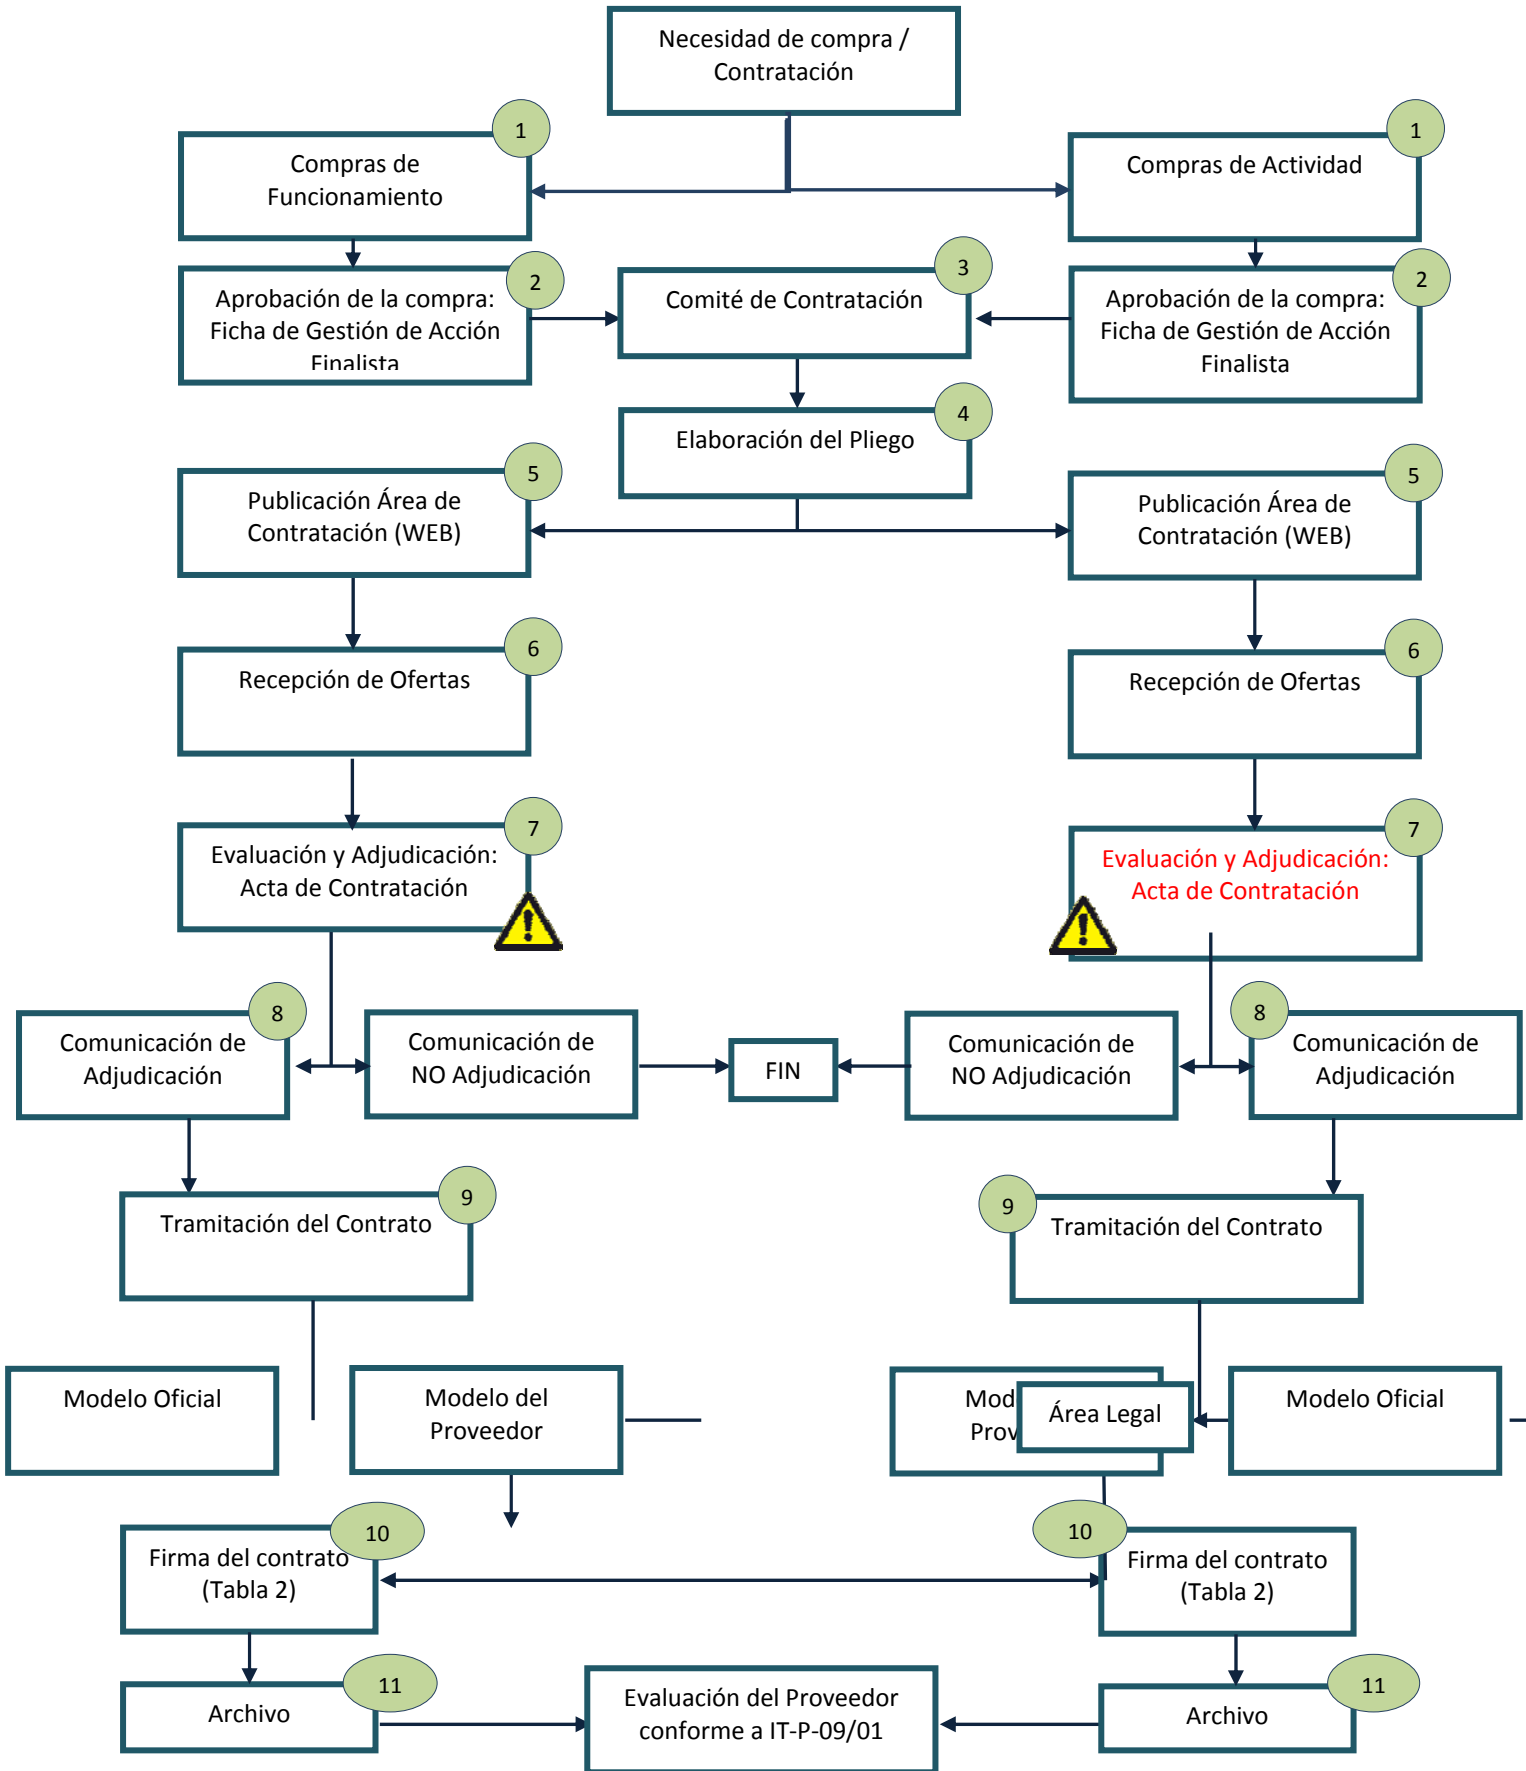 Necesidad de compra /
Contratación
1
Compras de
Funcionamiento
1
Compras de Actividad
2
Aprobación de la compra:
Ficha de Gestión de Acción
Finalista
3
Comité de Contratación
2
Aprobación de la compra:
Ficha de Gestión de Acción
Finalista
4
Elaboración del Pliego
5
Publicación Área de
Contratación (WEB)
5
Publicación Área de
Contratación (WEB)
6
Recepción de Ofertas
6
Recepción de Ofertas
7
Evaluación y Adjudicación:
Acta de Contratación
7
Evaluación y Adjudicación:
Acta de Contratación
8
Comunicación de
Adjudicación
Comunicación de
NO Adjudicación
FIN
Comunicación de
NO Adjudicación
8
Comunicación de
Adjudicación
9
Tramitación del Contrato
9
Tramitación del Contrato
Modelo Oficial
Modelo del
Proveedor
Mod
Prov
Área Legal
Modelo Oficial
10
Firma del contrato
(Tabla 2)
10
Firma del contrato
(Tabla 2)
11
Archivo
Evaluación del Proveedor
conforme a IT-P-09/01
11
Archivo